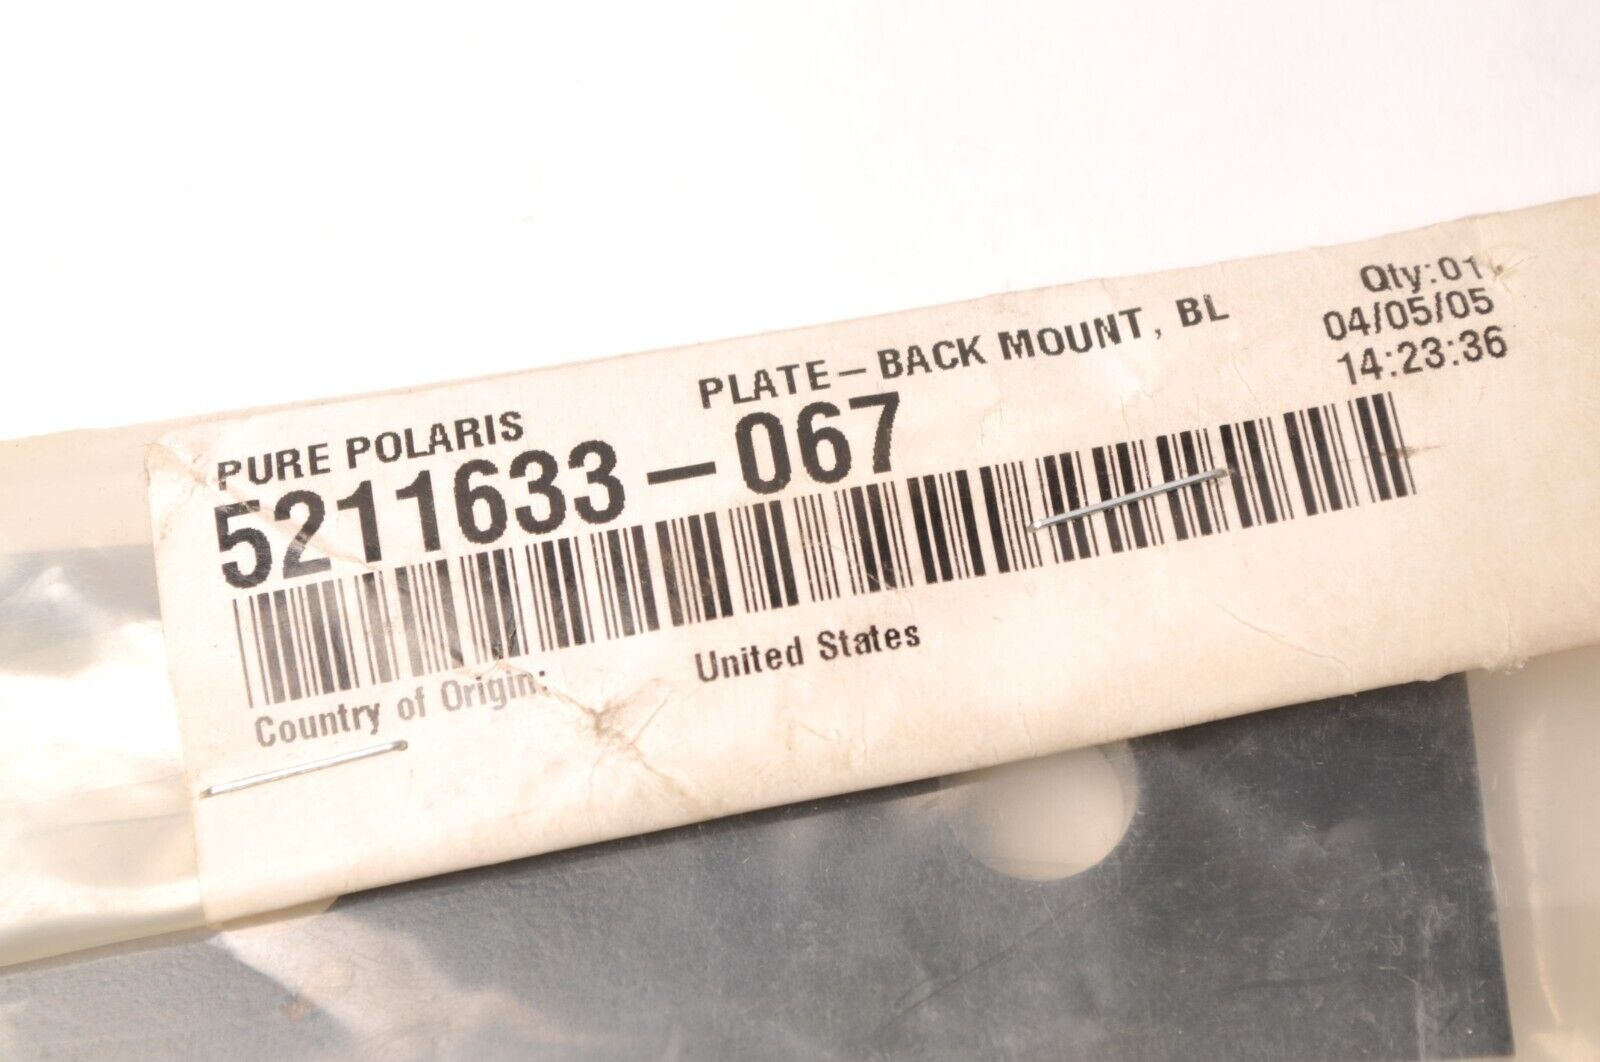 Qty:01
PLATE-BACK MOUNT, BL
04/05/05
PURE POLARIS
14:23:36
5211633-067
Country of Origin: United States